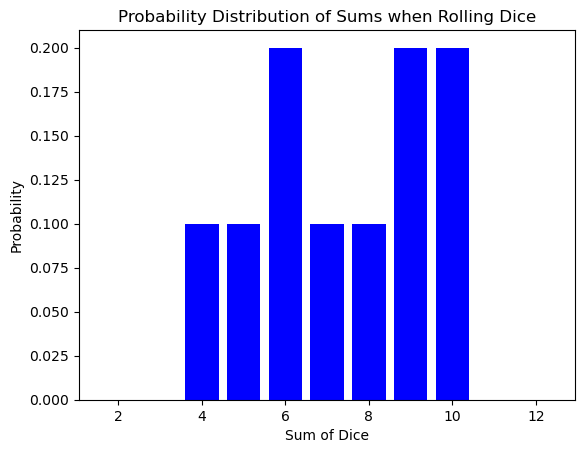 Probability Distribution of Sums when Rolling Dice
0.200
0.175
0.150
0.125
0.100
0.075
0.050
0.025
0.000
Probability
2 4 6 8 10 12
Sum of Dice